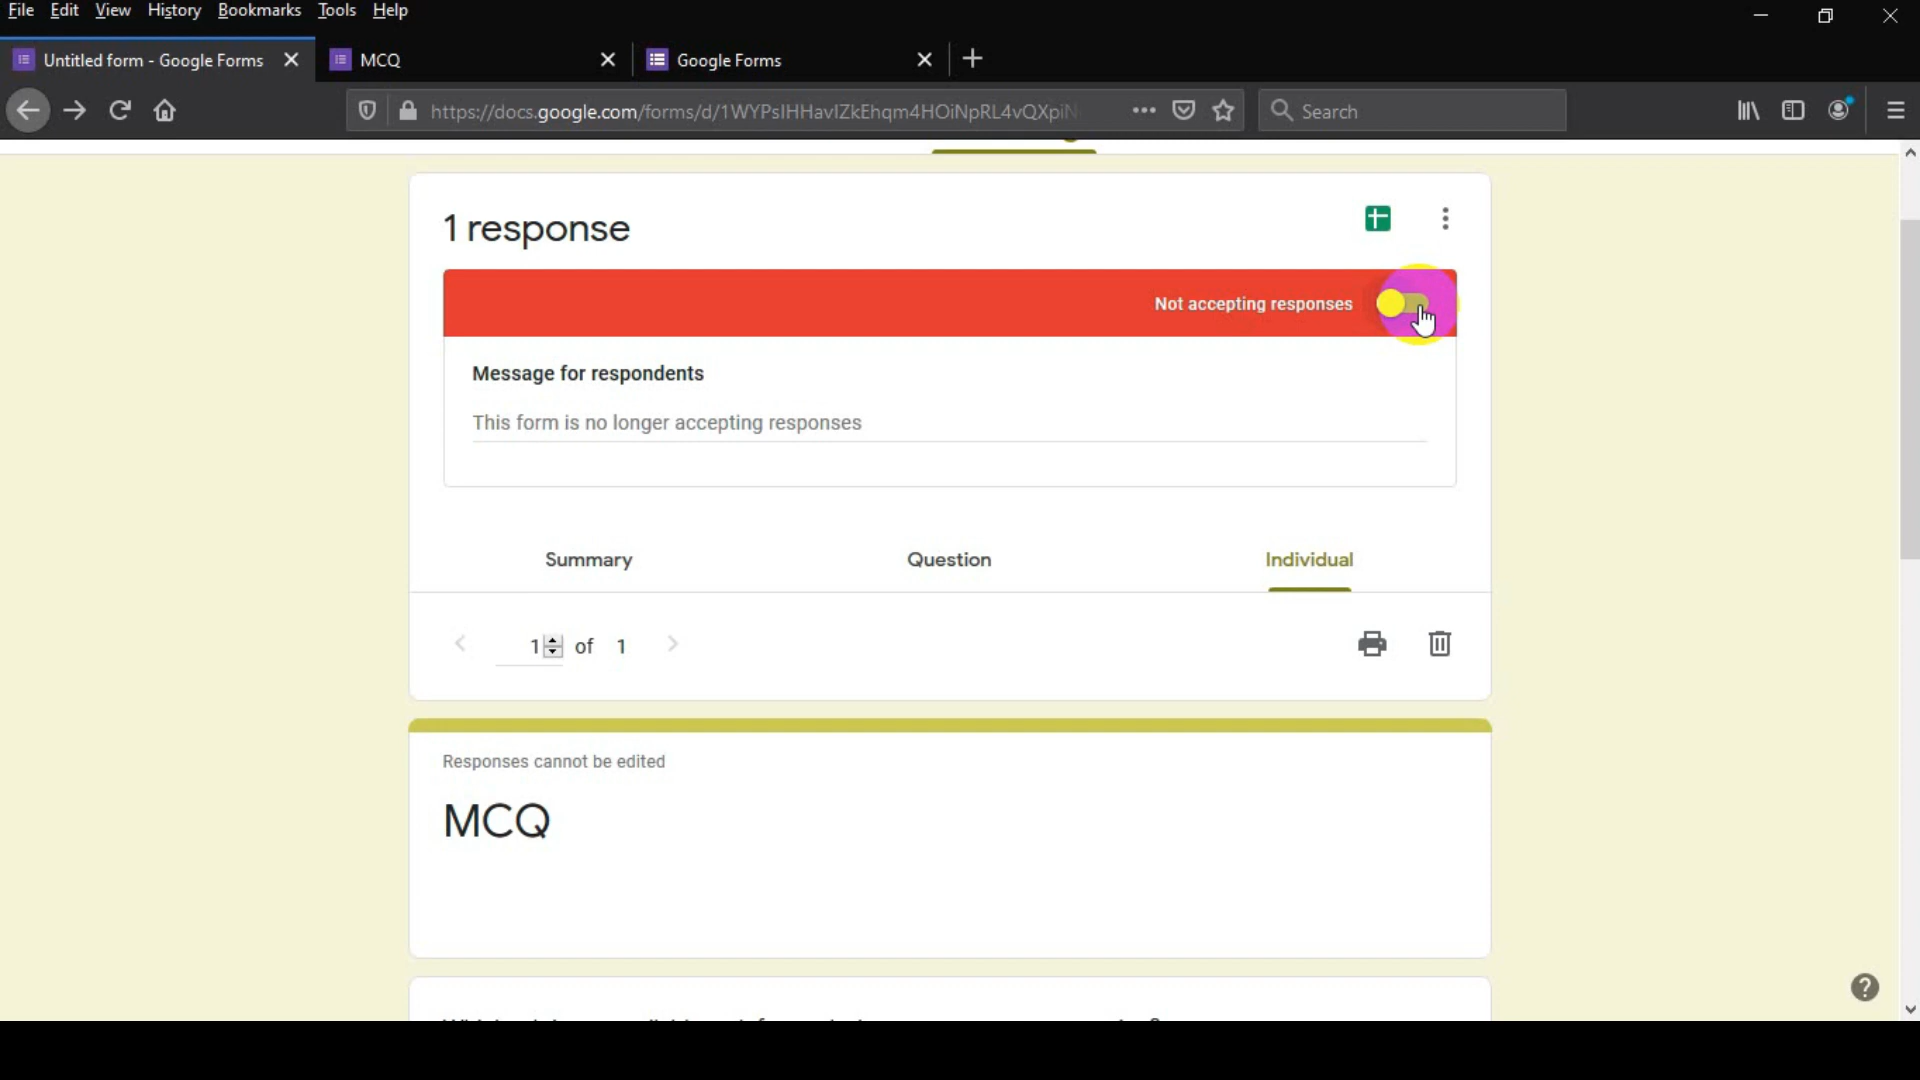 File Edit View History Bookmarks Tools Help
Untitled form - Google Forms MCQ Google Forms
https://docs.google.com/forms/d/1WYPsIHHavIZkEhqm4HOiNpRL4vQXpiN Search
1 response
Not accepting responses
Message for respondents
This form is no longer accepting responses
Summary Question Individual
1 of 1
Responses cannot be edited
MCQ